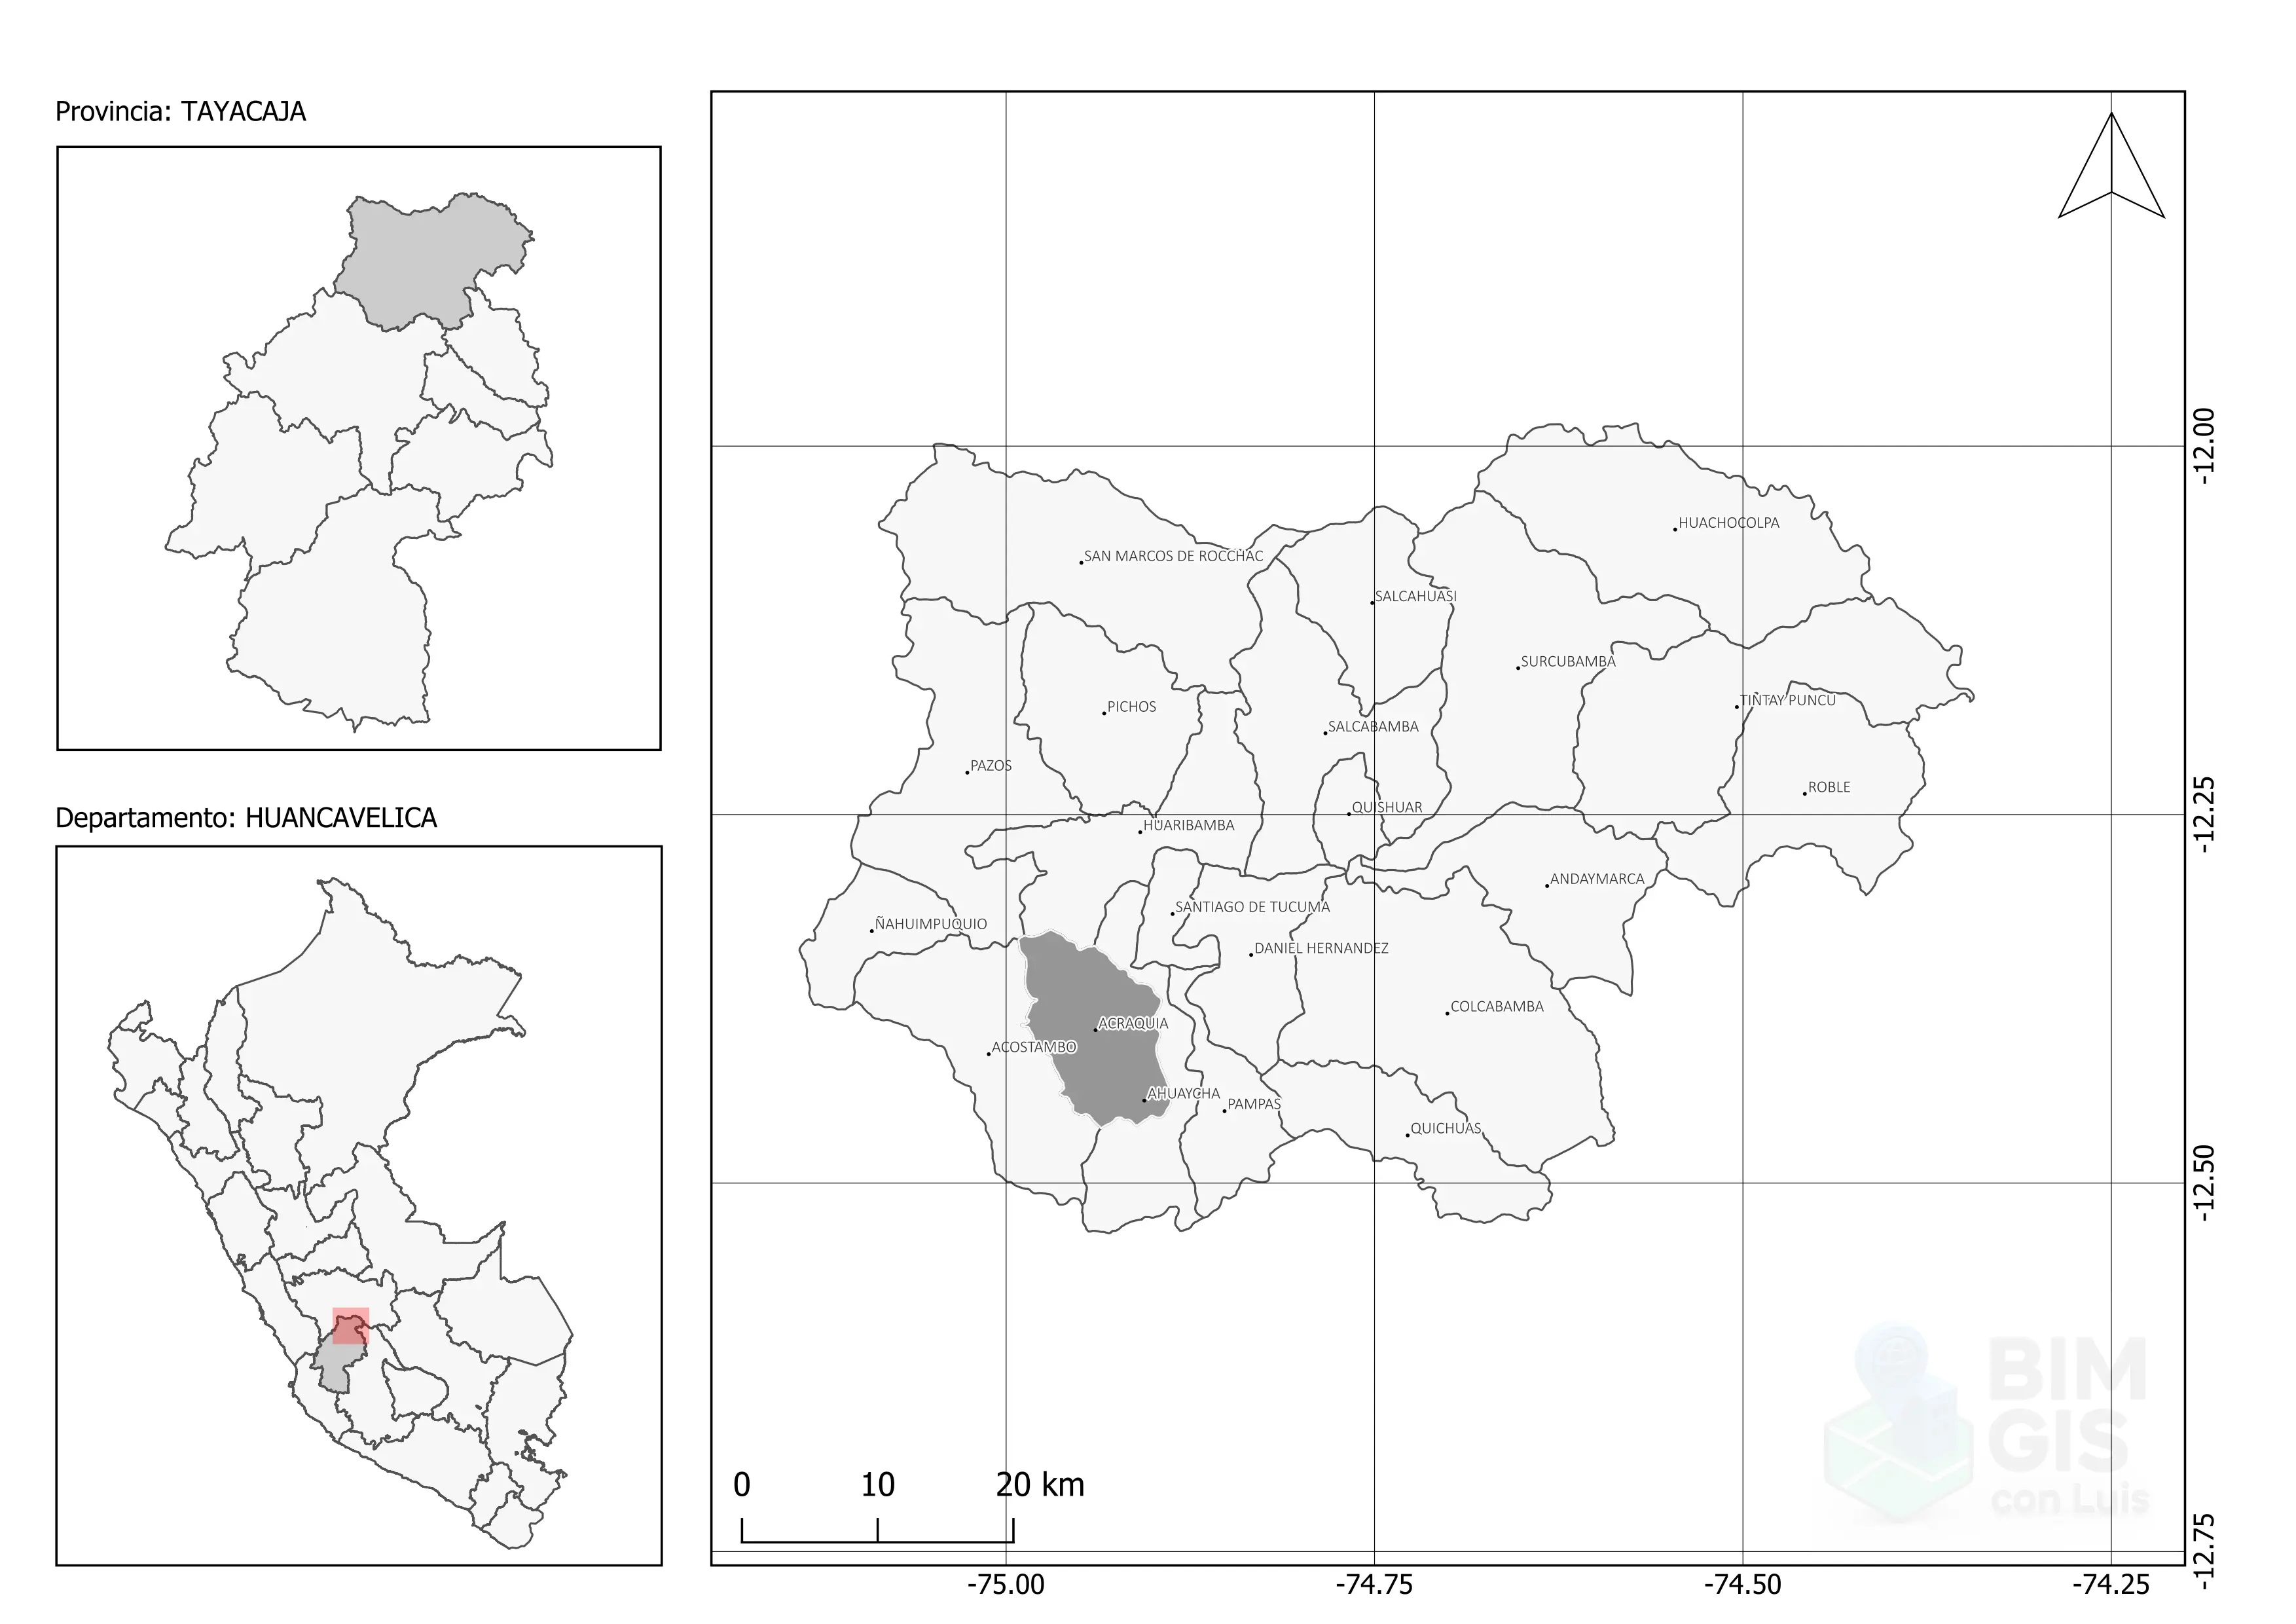 Provincia: TAYACAJA
Departamento: HUANCAVELICA
HUACHOCOLPA
SAN MARCOS DE ROCCHAC
SALCAHUASI
SURCUBAMBA
TINTAY PUNCU
PICHOS
SALCABAMBA
PAZOS
ROBLE
QUISHUAR
HUARIBAMBA
ANDAYMARCA
SANTIAGO DE TUCUMA
ÑAHUIMPUQUIO
DANIEL HERNANDEZ
COLCABAMBA
ACRAQUIA
ACOSTAMBO
AHUAYCHA
PAMPAS
QUICHUAS
-12.00
-12.25
-12.50
-12.75
BIM
GIS
con Luis
0 10 20 km
-75.00 -74.75 -74.50 -74.25